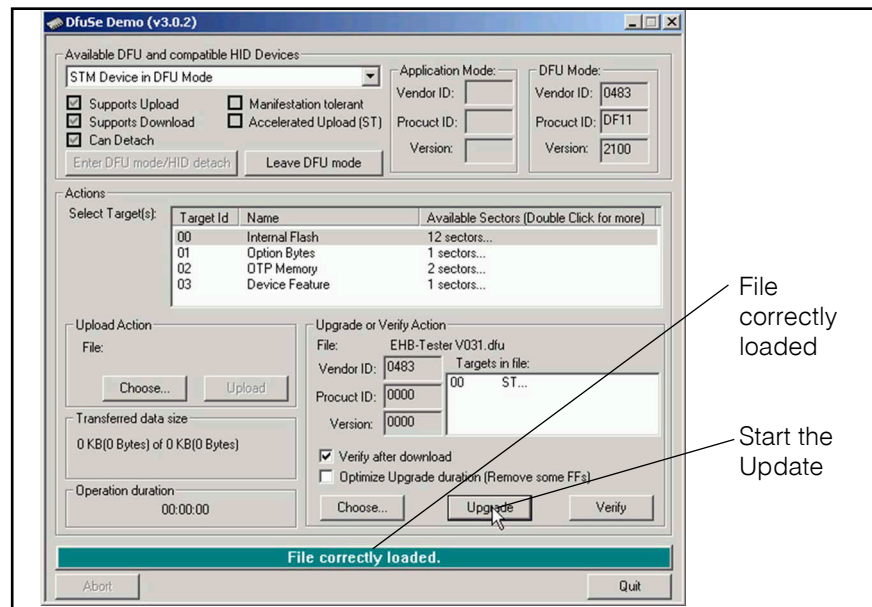 DfuSe Demo (v3.0.2)
Available DFU and compatible HID Devices
STM Device in DFU Mode
Supports Upload
Manifestation tolerant
Supports Download
Accelerated Upload (ST)
Can Detach
Enter DFU mode/HID detach
Leave DFU mode
Application Mode:
Vendor ID:
Procuct ID:
Version:
DFU Mode:
Vendor ID: 0483
Procuct ID: DF11
Version: 2100
Actions
Select Target(s):
Target Id Name Available Sectors (Double Click for more)
00 Internal Flash 12 sectors...
01 Option Bytes 1 sectors...
02 OTP Memory 2 sectors...
03 Device Feature 1 sectors...
Upload Action
File:
Choose... Upload
Transferred data size
0 KB(0 Bytes) of 0 KB(0 Bytes)
Operation duration
00:00:00
Upgrade or Verify Action
File: EHB-Tester V031.dfu
Vendor ID: 0483
Procuct ID: 0000
Version: 0000
Targets in file:
00 ST...
Verify after download
Optimize Upgrade duration (Remove some FFs)
Choose... Upgrade Verify
File correctly loaded.
Abort Quit
File
correctly
loaded
Start the
Update